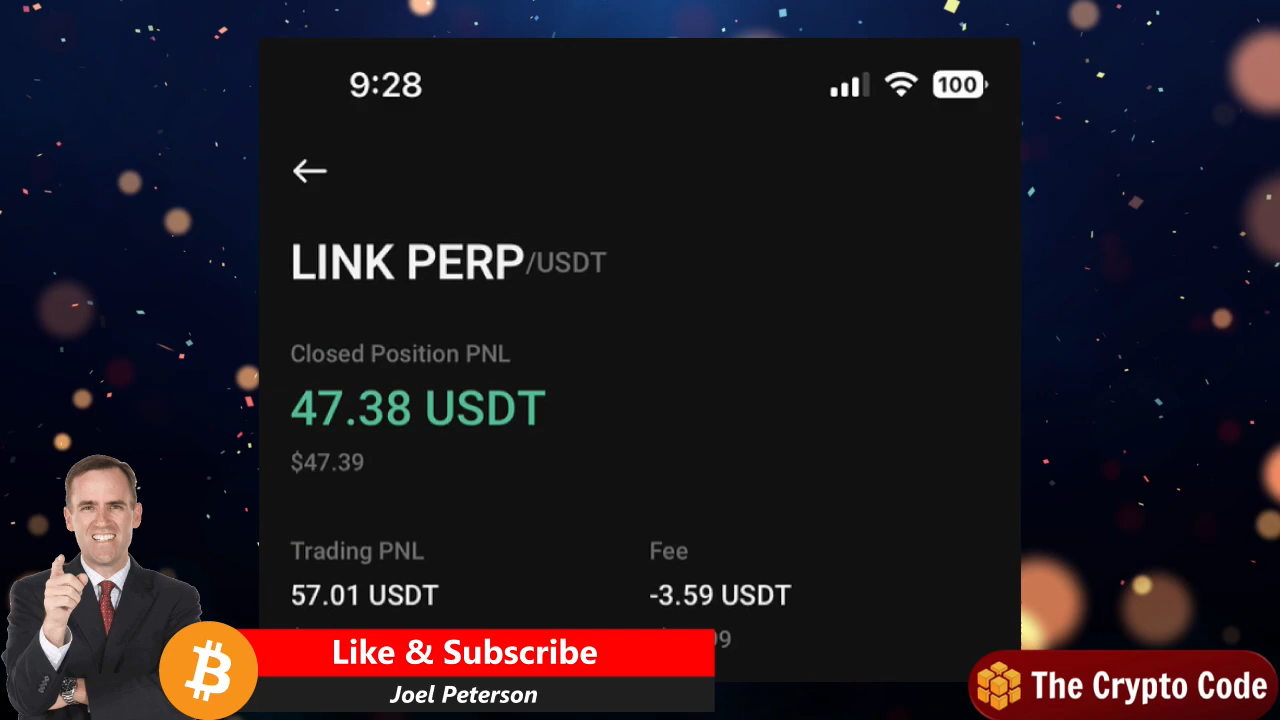 9:28
100
LINK PERP/USDT
Closed Position PNL
47.38 USDT
$47.39
Trading PNL
Fee
57.01 USDT
-3.59 USDT
Like & Subscribe
Joel Peterson
The Crypto Code